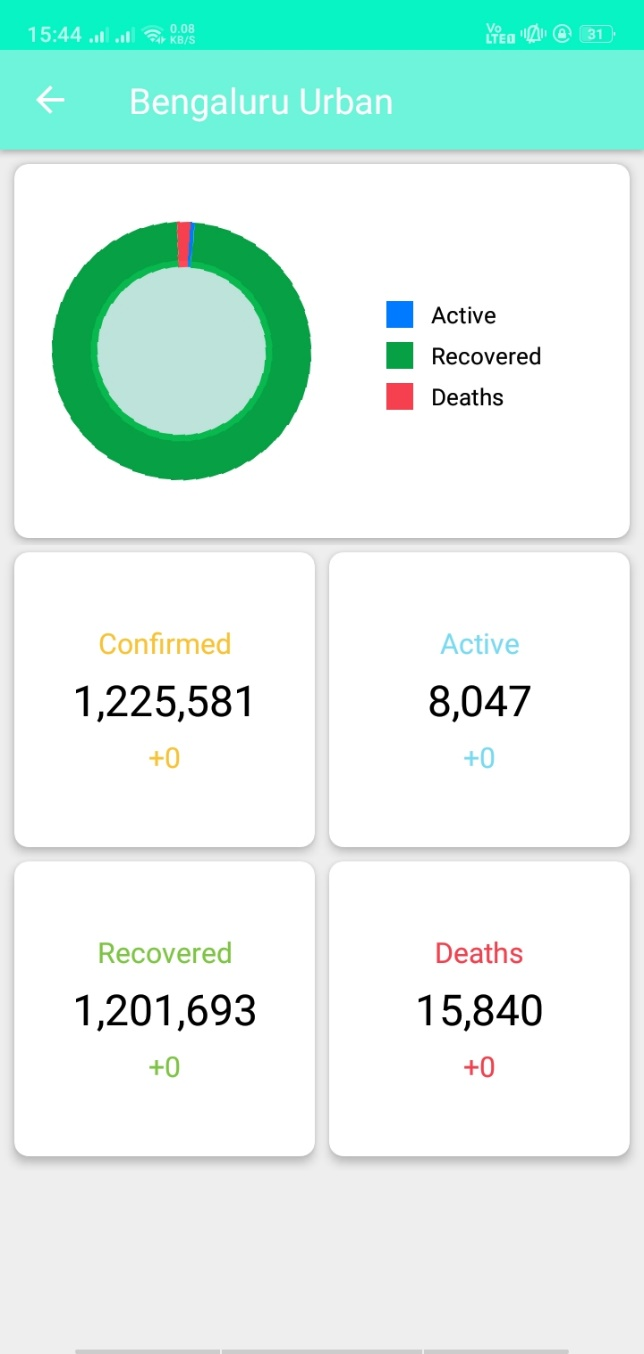 15:44 0.08 KB/S Vo LTE 31
Bengaluru Urban
Active
Recovered
Deaths
Confirmed Active
1,225,581 8,047
+0 +0
Recovered Deaths
1,201,693 15,840
+0 +0